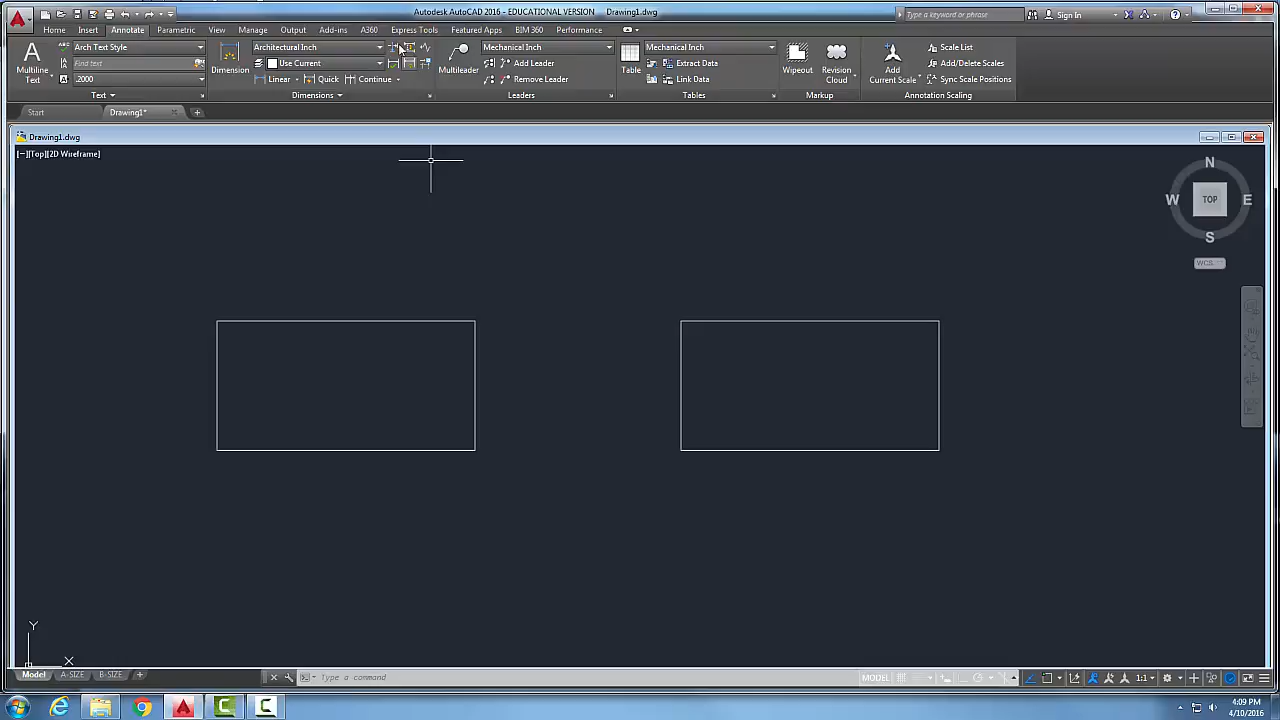 Autodesk AutoCAD 2016 - EDUCATIONAL VERSION Drawing1.dwg
Type a keyword or phrase
Sign In
Home Insert Annotate Parametric View Manage Output Add-ins A360 Express Tools Featured Apps BIM 360 Performance
A
Multiline
Text
Arch Text Style
Find text
.2000
Text
Dimension
Architectural Inch
Use Current
Linear Quick Continue
Dimensions
Multileader
Mechanical Inch
Add Leader
Remove Leader
Leaders
Table
Mechanical Inch
Extract Data
Link Data
Tables
Wipeout
Revision
Cloud
Markup
Add
Current Scale
Scale List
Add/Delete Scales
Sync Scale Positions
Annotation Scaling
Start Drawing1*
Drawing1.dwg
[−][Top][2D Wireframe]
N
W TOP E
S
WCS
Y
X
Model A-SIZE B-SIZE
Type a command
MODEL
1:1
4:09 PM
4/10/2016